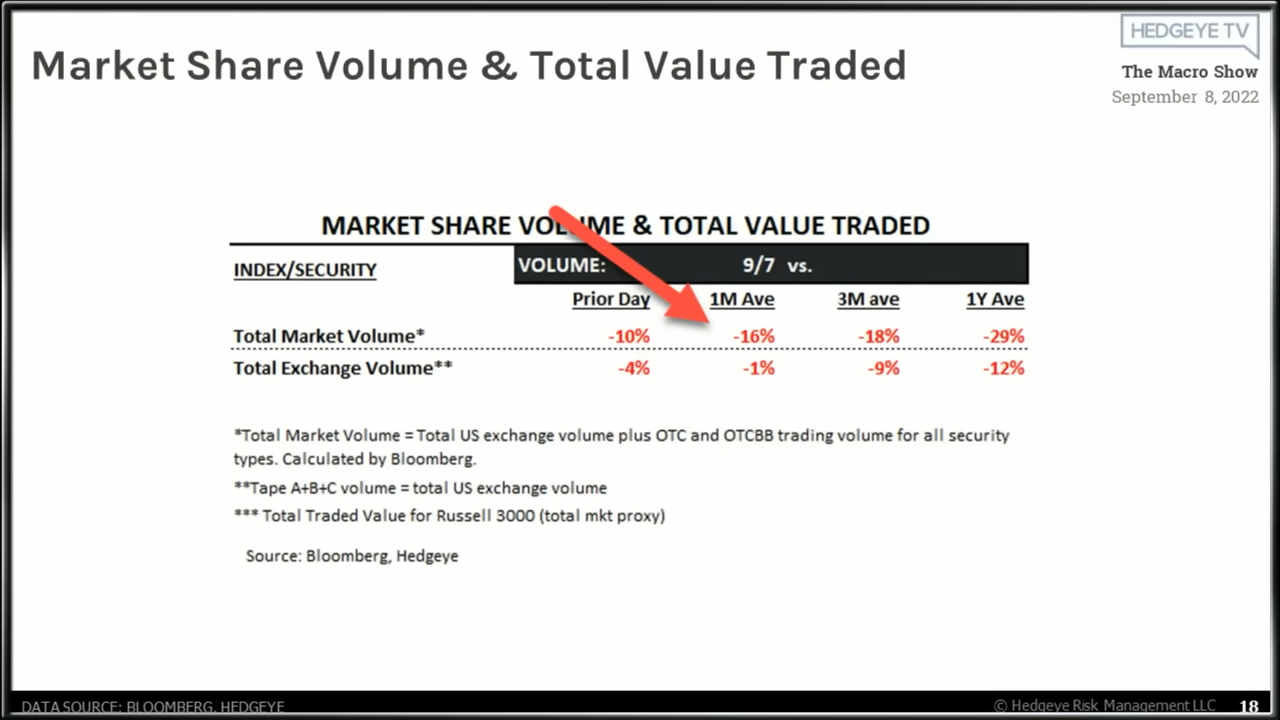 HEDGEYE TV
Market Share Volume & Total Value Traded
The Macro Show
September 8, 2022
MARKET SHARE VOLUME & TOTAL VALUE TRADED
INDEX/SECURITY VOLUME: 9/7 vs.
Prior Day 1M Ave 3M ave 1Y Ave
Total Market Volume* -10% -16% -18% -29%
Total Exchange Volume** -4% -1% -9% -12%
*Total Market Volume = Total US exchange volume plus OTC and OTCBB trading volume for all security
types. Calculated by Bloomberg.
**Tape A+B+C volume = total US exchange volume
*** Total Traded Value for Russell 3000 (total mkt proxy)
Source: Bloomberg, Hedgeye
DATA SOURCE: BLOOMBERG, HEDGEYE
© Hedgeye Risk Management LLC 18